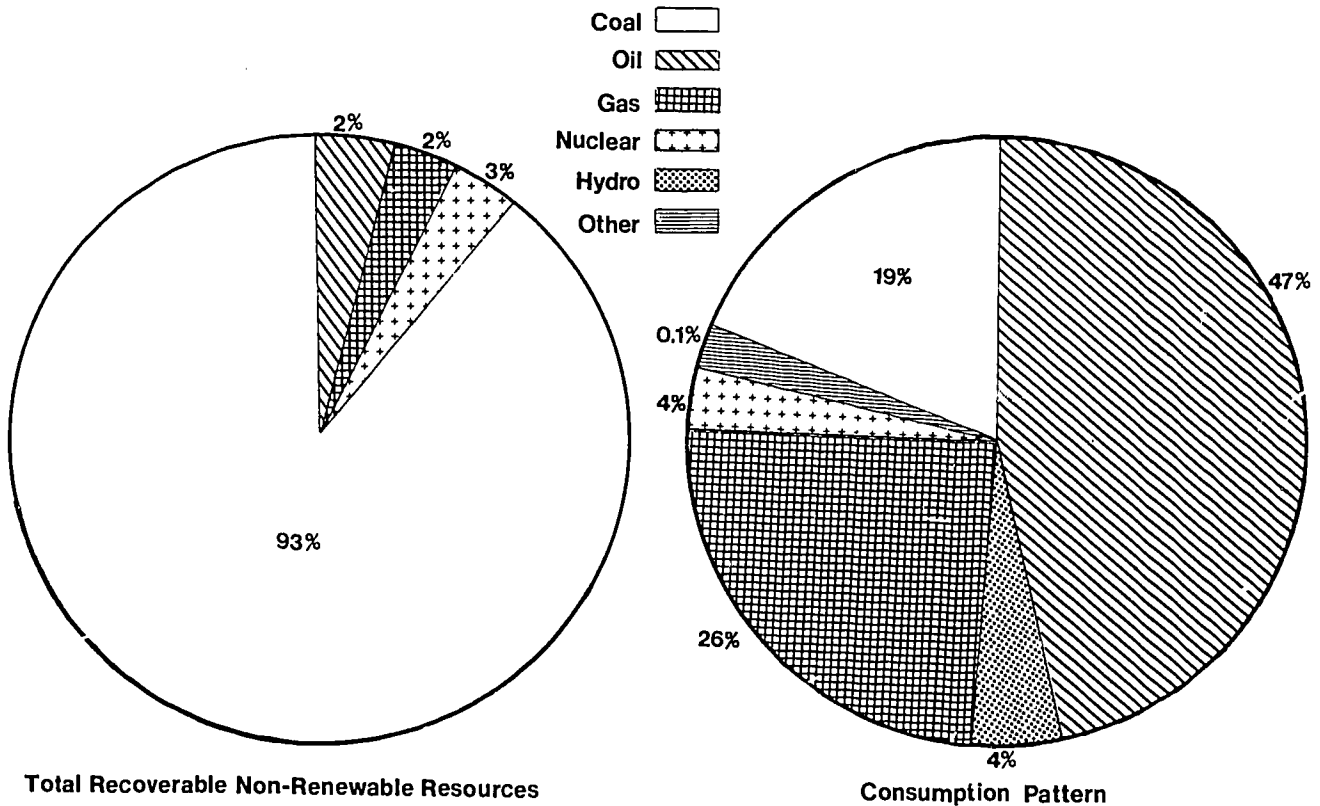 Coal
Oil
Gas
Nuclear
Hydro
Other
2%
2%
3%
93%
Total Recoverable Non-Renewable Resources
47%
19%
0.1%
4%
26%
4%
Consumption Pattern